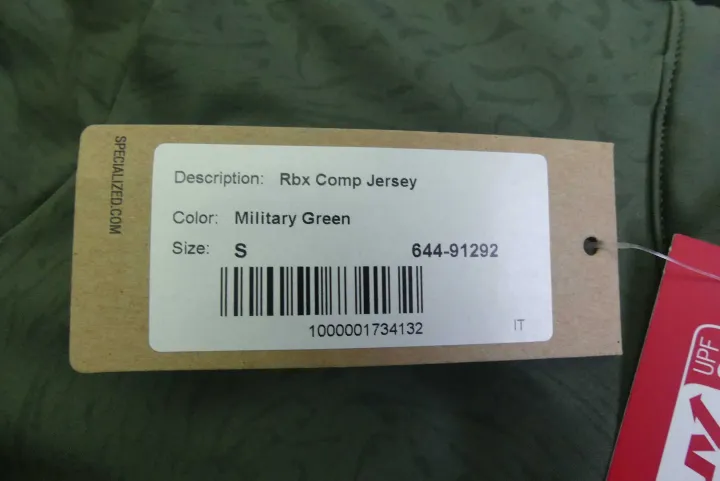 SPECIALIZED.COM
Description: Rbx Comp Jersey
Color: Military Green
Size: S 644-91292
1000001734132
IT
UPF